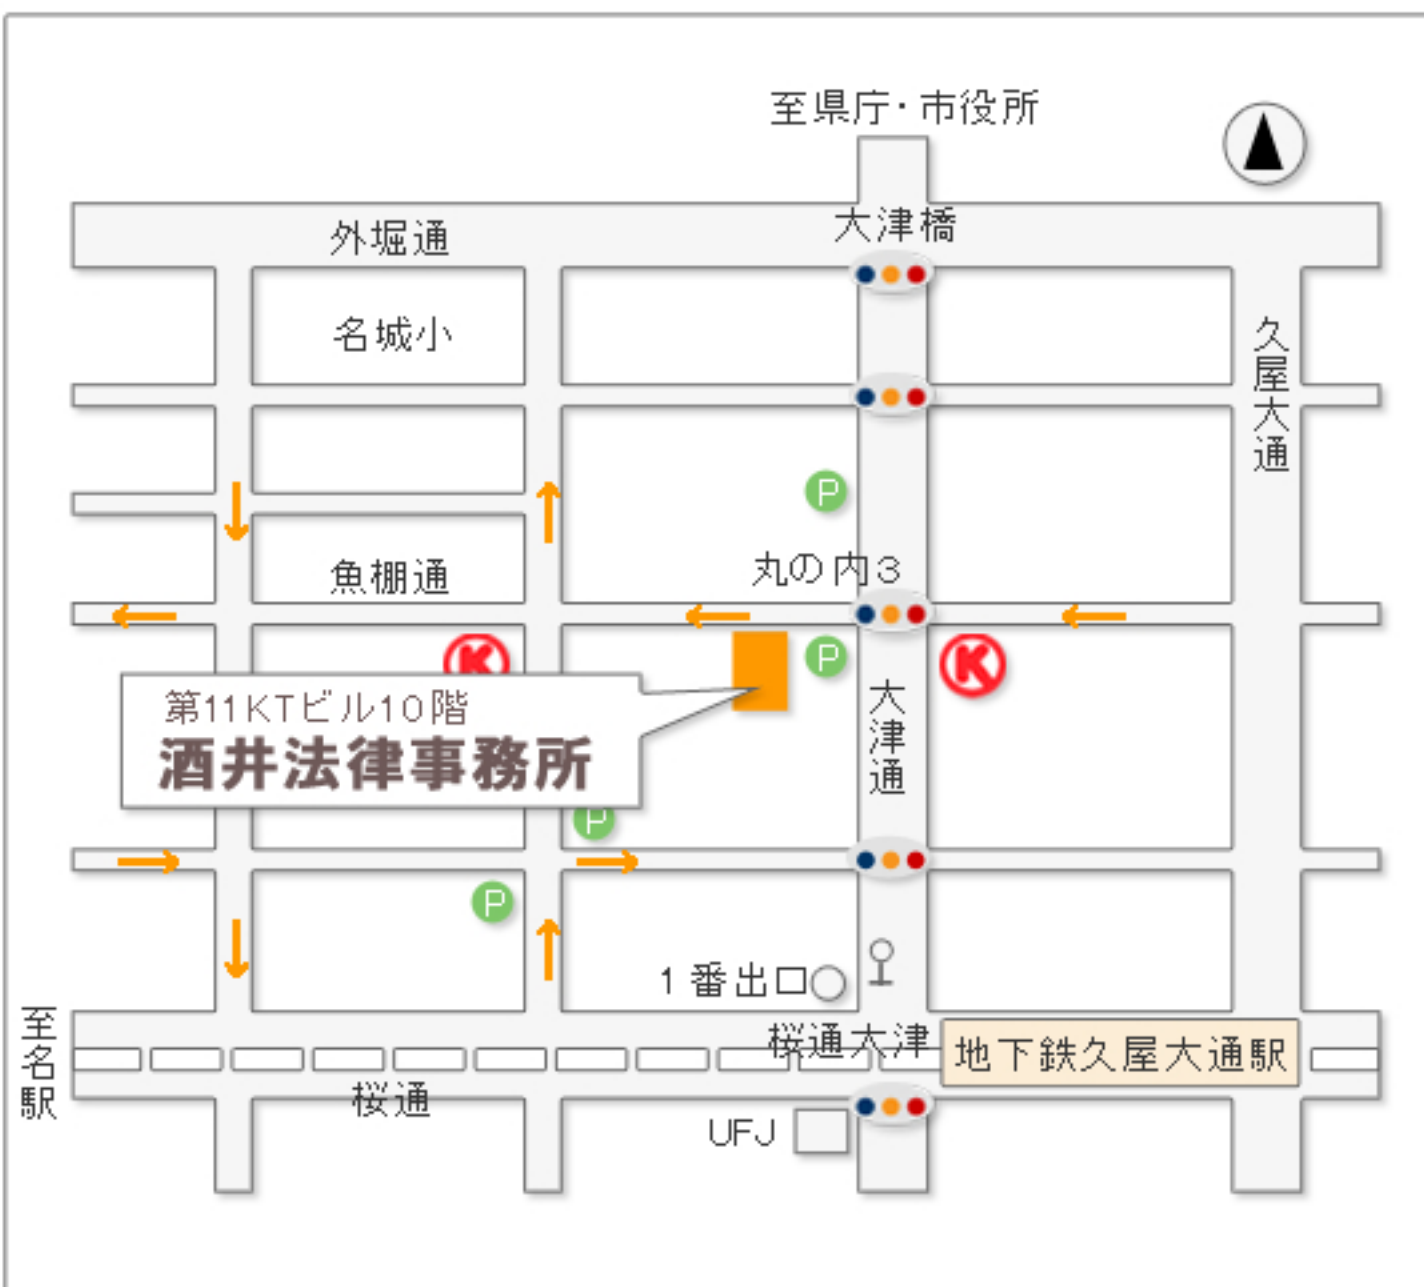 至県庁・市役所
大津橋
外堀通
名城小
久屋大通
P
丸の内3
魚棚通
K
P
K
第11KTビル10階
酒井法律事務所
大津通
P
P
1番出口
桜通大津
地下鉄久屋大通駅
至名駅
桜通
UFJ